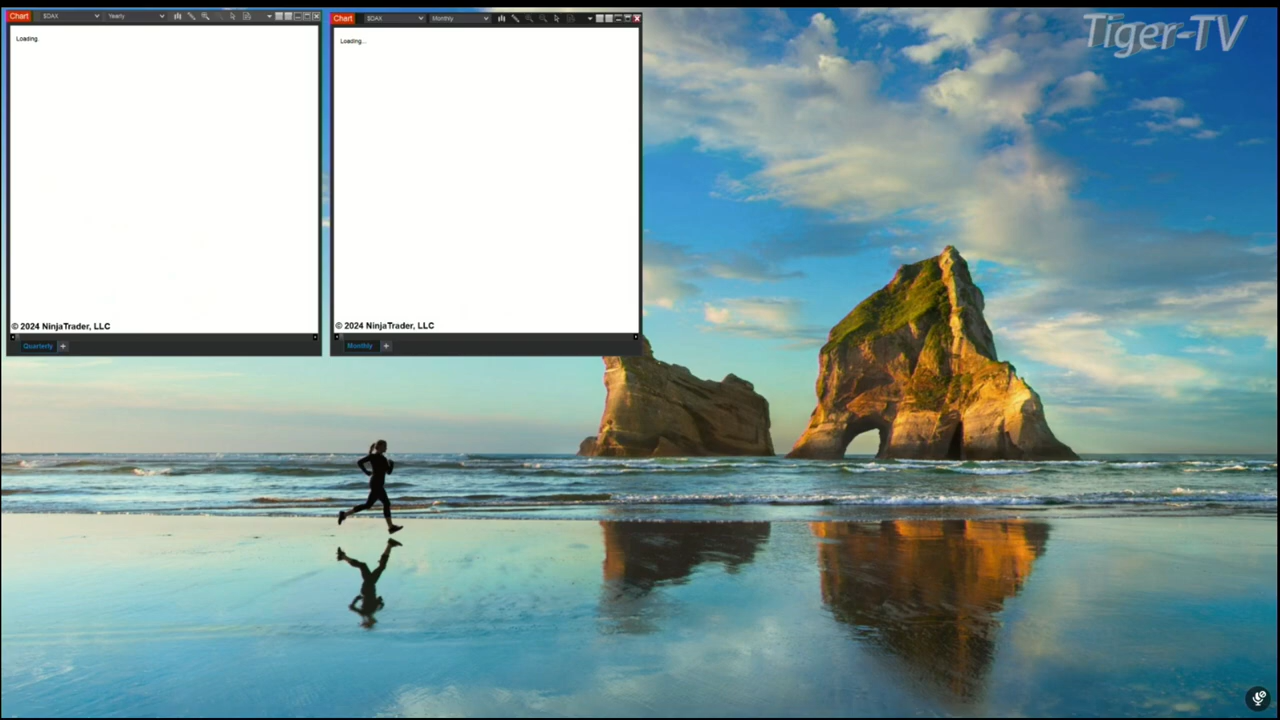 Chart $DAX Yearly
Loading
© 2024 NinjaTrader, LLC
Quarterly +
Chart $DAX Monthly
Loading...
© 2024 NinjaTrader, LLC
Monthly +
Tiger-TV